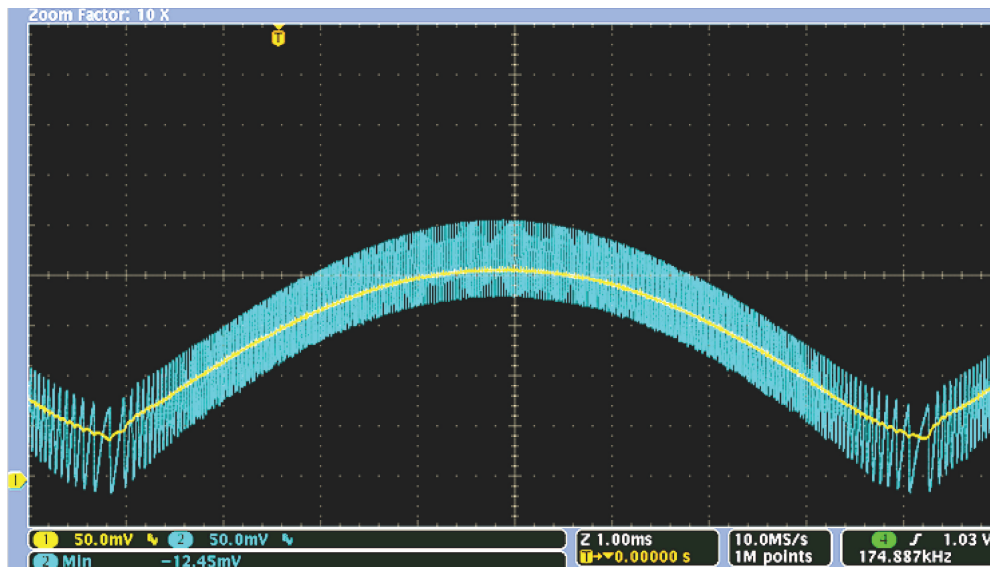 Zoom Factor: 10 X
T
1
1 50.0mV 2 50.0mV Z 1.00ms 10.0MS/s 4 1.03 V
T→▼0.00000 s 1M points 174.887kHz
2 Min −12.45mV